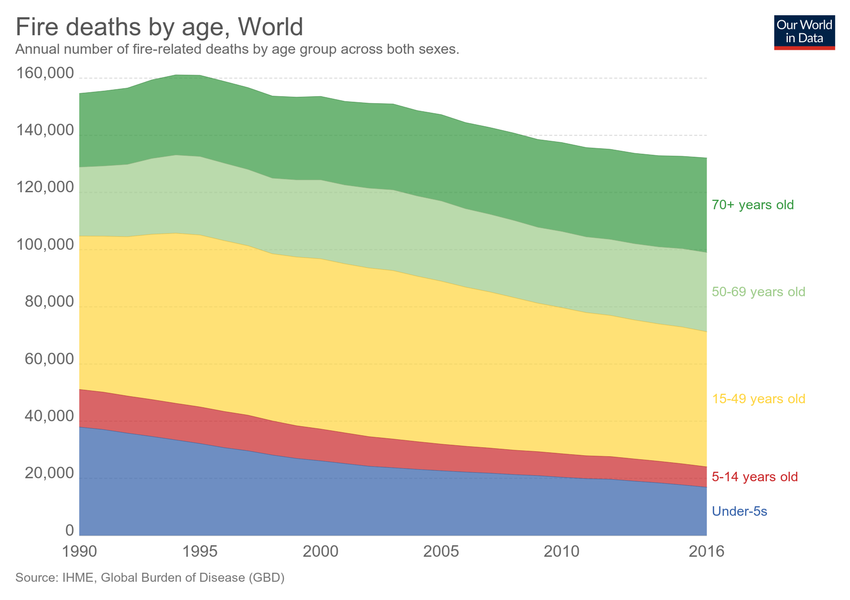 Fire deaths by age, World
Annual number of fire-related deaths by age group across both sexes.
Our World
in Data
160,000
140,000
120,000
100,000
80,000
60,000
40,000
20,000
0
70+ years old
50-69 years old
15-49 years old
5-14 years old
Under-5s
1990 1995 2000 2005 2010 2016
Source: IHME, Global Burden of Disease (GBD)